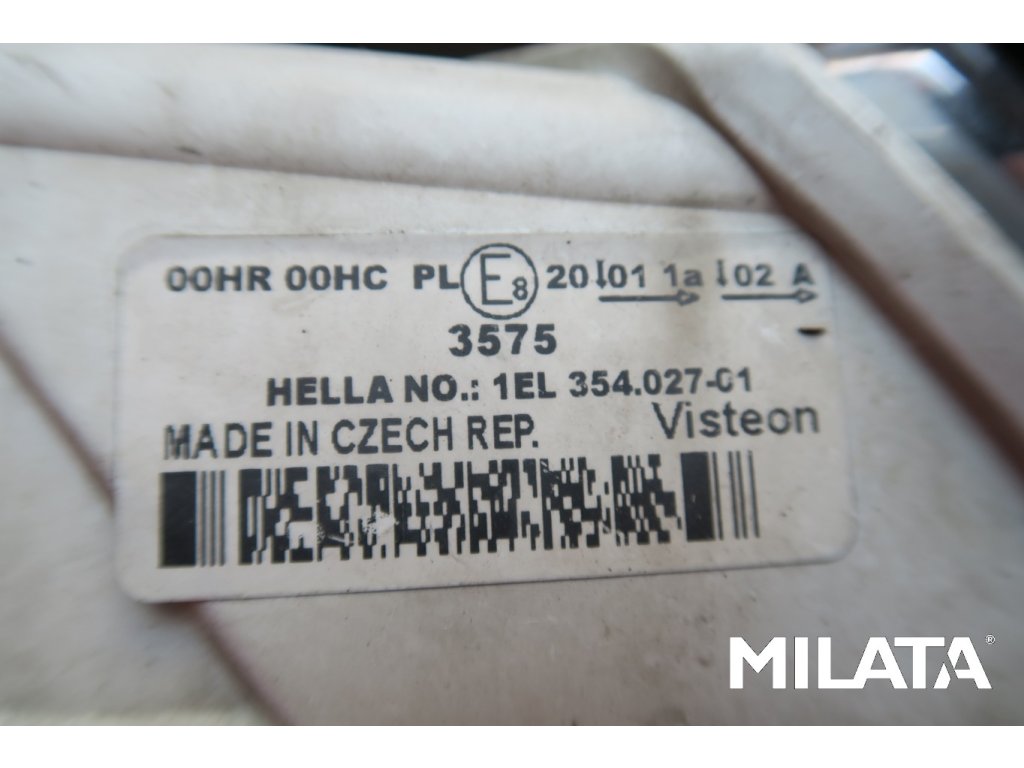 00HR 00HC PL E8 20 01 1a 02 A
3575
HELLA NO.: 1EL 354.027-01
Visteon
MADE IN CZECH REP.
MILATA®